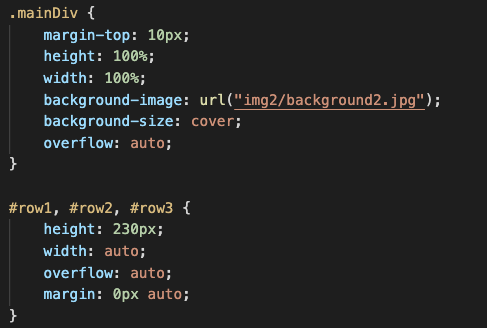 .mainDiv {
    margin-top: 10px;
    height: 100%;
    width: 100%;
    background-image: url("img2/background2.jpg");
    background-size: cover;
    overflow: auto;
}

#row1, #row2, #row3 {
    height: 230px;
    width: auto;
    overflow: auto;
    margin: 0px auto;
}